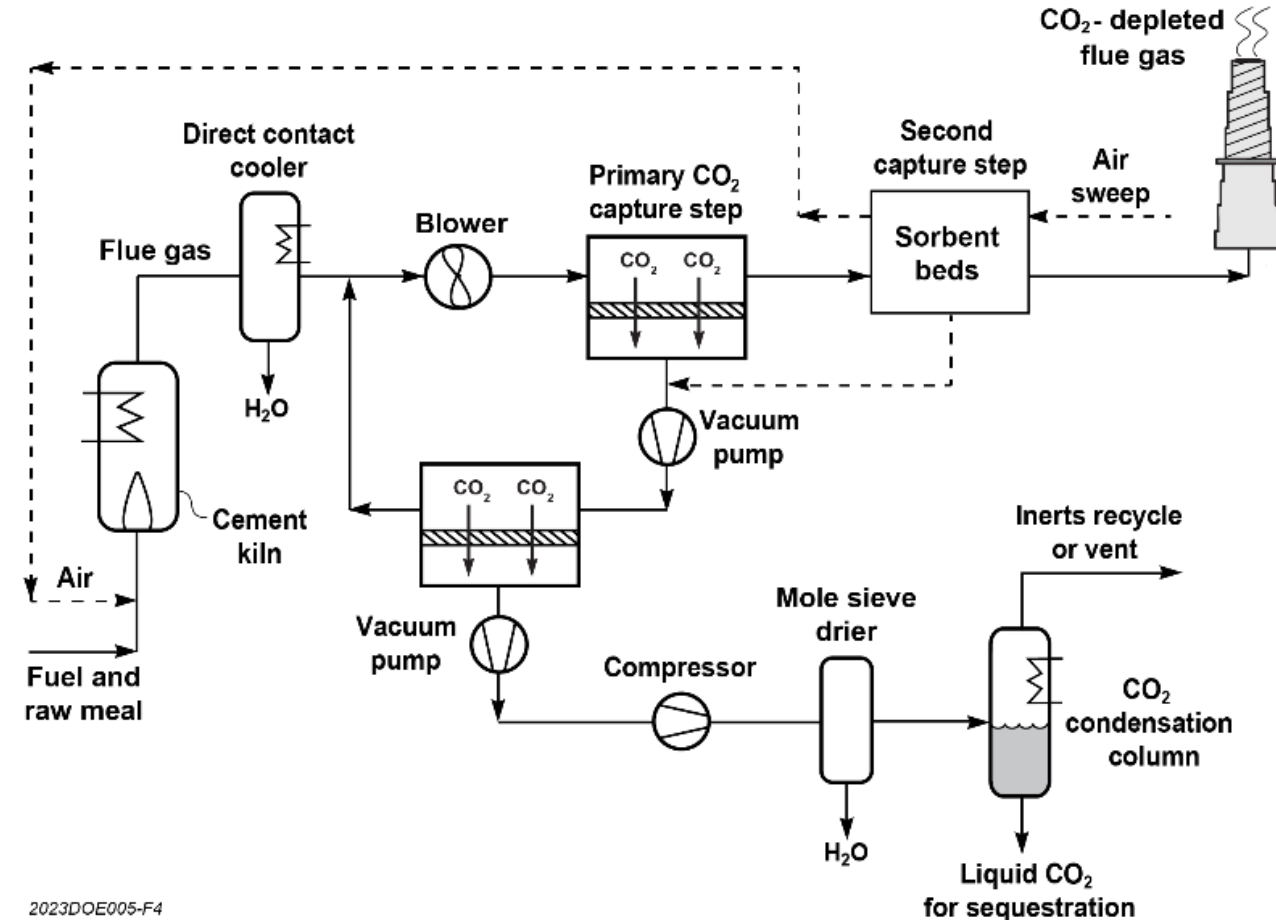 CO₂- depleted
flue gas
Direct contact
cooler
Second
capture step
Air
sweep
Primary CO₂
capture step
Blower
Flue gas
Sorbent
beds
CO₂ CO₂
H₂O
Vacuum
pump
CO₂ CO₂
Cement
kiln
Air
Inerts recycle
or vent
Mole sieve
drier
Vacuum
pump
Compressor
Fuel and
raw meal
CO₂
condensation
column
H₂O
Liquid CO₂
for sequestration
2023DOE005-F4